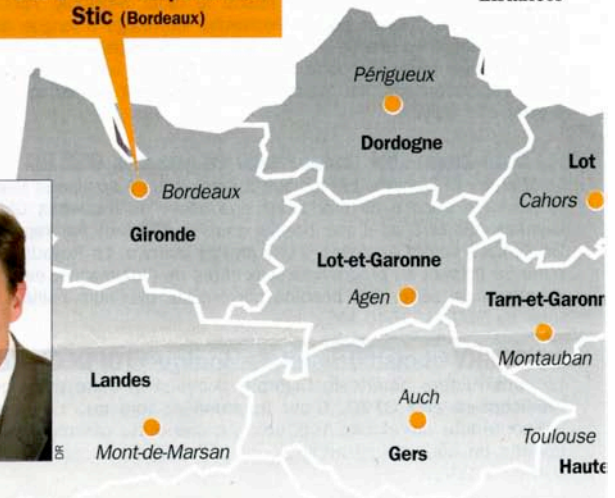 Stic (Bordeaux)
Périgueux
Dordogne
Lot
Cahors
Bordeaux
Gironde
Lot-et-Garonne
Agen
Tarn-et-Garonr
Montauban
Landes
Auch
Mont-de-Marsan
Gers
Toulouse
Haute
DR